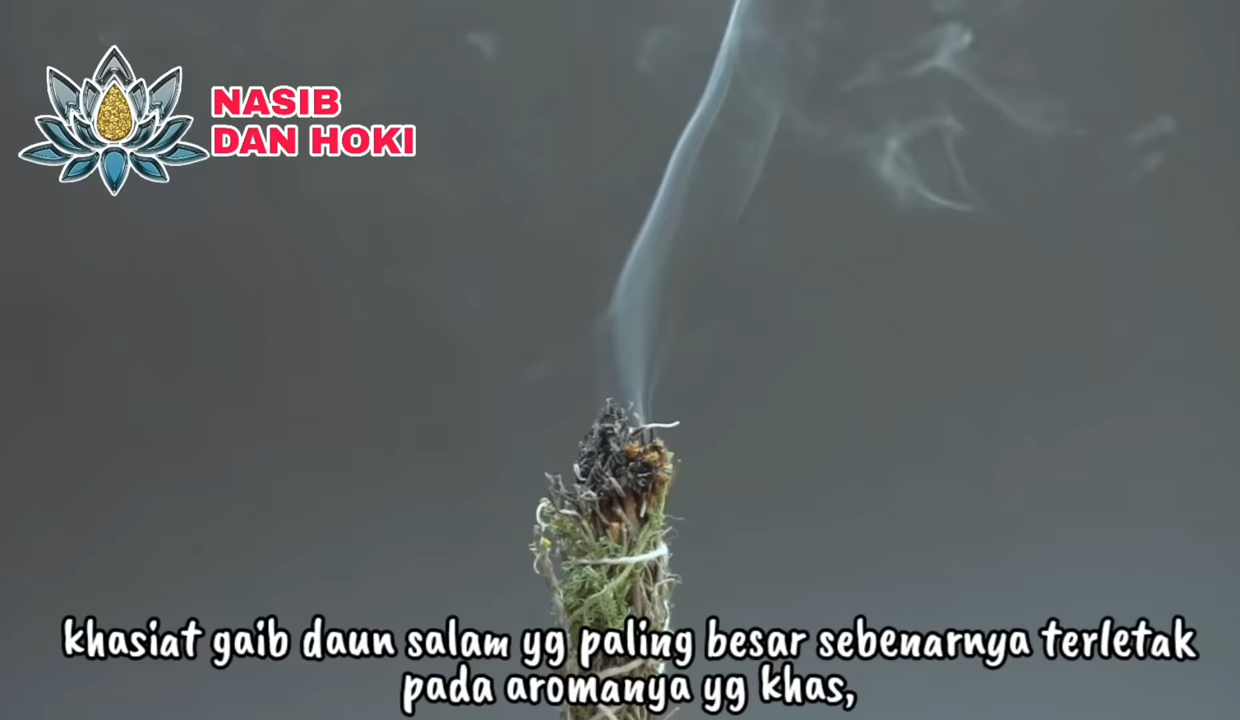 NASIB
DAN HOKI
khasiat gaib daun salam yg paling besar sebenarnya terletak
pada aromanya yg khas,